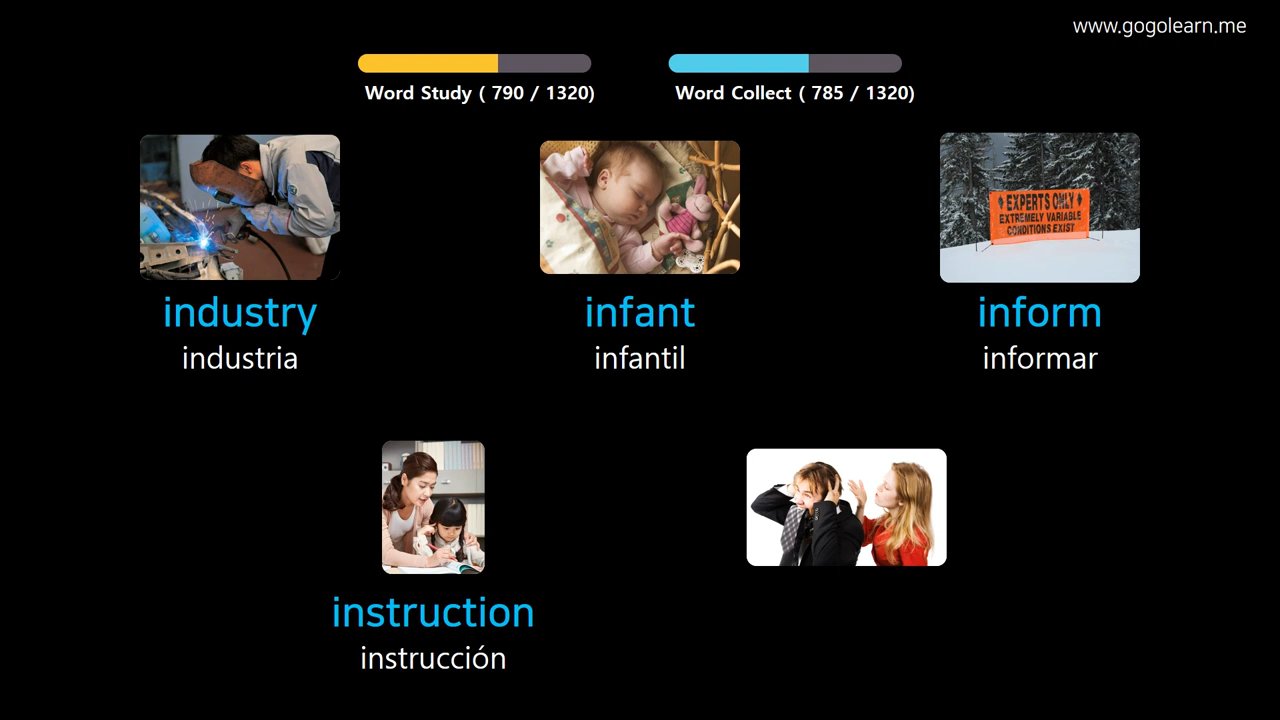 www.gogolearn.me
Word Study ( 790 / 1320)
Word Collect ( 785 / 1320)
EXPERTS ONLY
EXTREMELY VARIABLE
CONDITIONS EXIST
industry
industria
infant
infantil
inform
informar
instruction
instrucción